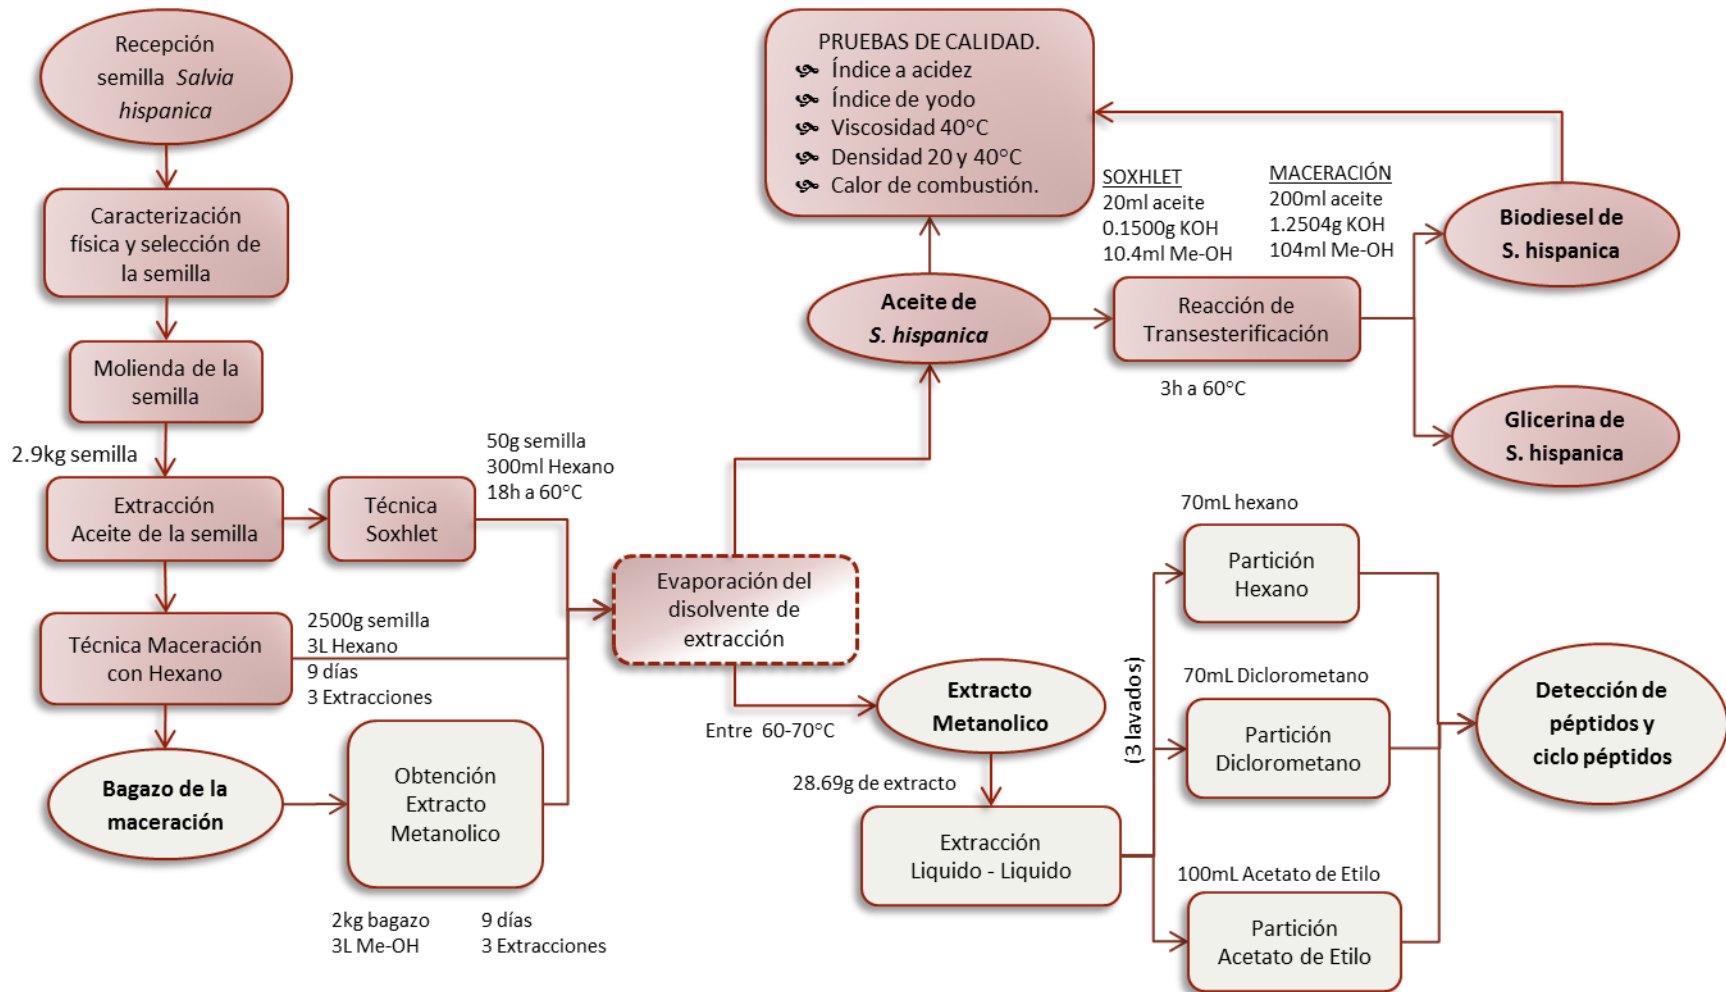 Recepción
semilla Salvia
hispanica
Caracterización
física y selección de
la semilla
Molienda de la
semilla
2.9kg semilla
Extracción
Aceite de la semilla
Técnica
Soxhlet
50g semilla
300ml Hexano
18h a 60°C
Técnica Maceración
con Hexano
2500g semilla
3L Hexano
9 días
3 Extracciones
Bagazo de la
maceración
Obtención
Extracto
Metanolico
2kg bagazo
3L Me-OH
9 días
3 Extracciones
Evaporación del
disolvente de
extracción
Entre 60-70°C
PRUEBAS DE CALIDAD.
Índice a acidez
Índice de yodo
Viscosidad 40°C
Densidad 20 y 40°C
Calor de combustión.
Aceite de
S. hispanica
SOXHLET
20ml aceite
0.1500g KOH
10.4ml Me-OH
MACERACIÓN
200ml aceite
1.2504g KOH
104ml Me-OH
Reacción de
Transesterificación
3h a 60°C
Biodiesel de
S. hispanica
Glicerina de
S. hispanica
Extracto
Metanolico
28.69g de extracto
Extracción
Liquido - Liquido
(3 lavados)
70mL hexano
Partición
Hexano
70mL Diclorometano
Partición
Diclorometano
100mL Acetato de Etilo
Partición
Acetato de Etilo
Detección de
péptidos y
ciclo péptidos